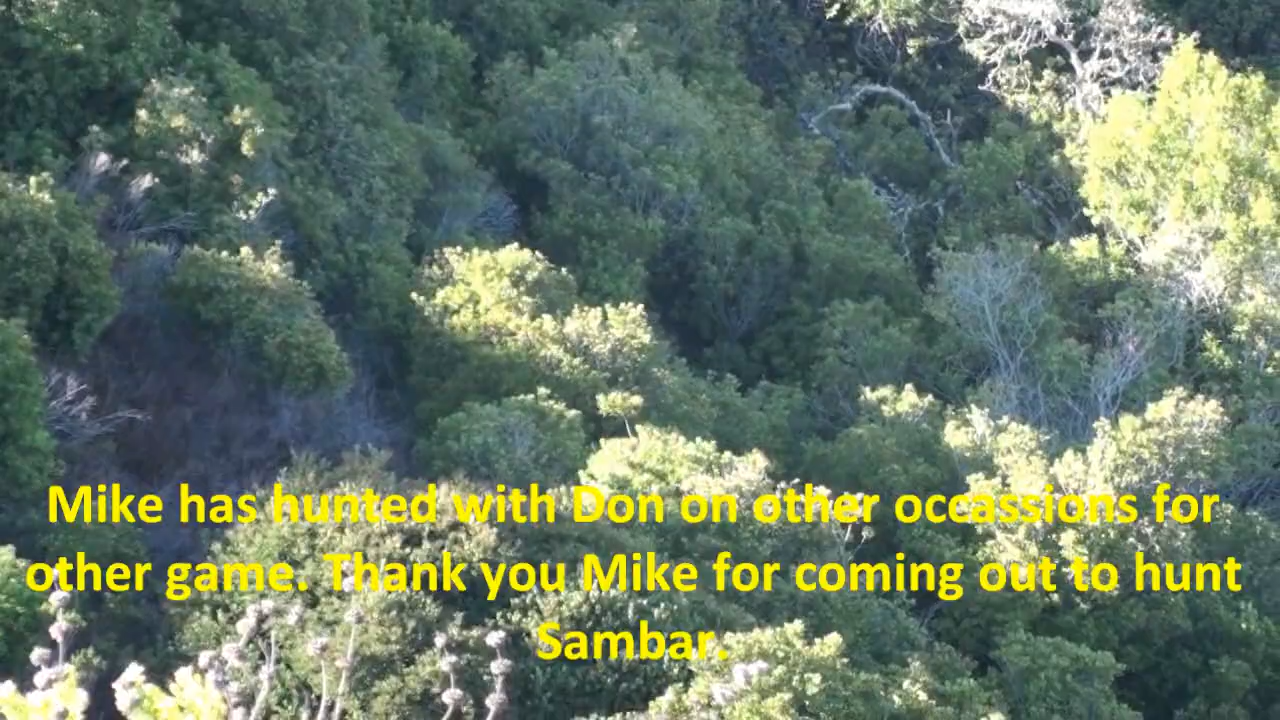 Mike has hunted with Don on other occassions for
other game. Thank you Mike for coming out to hunt
Sambar.